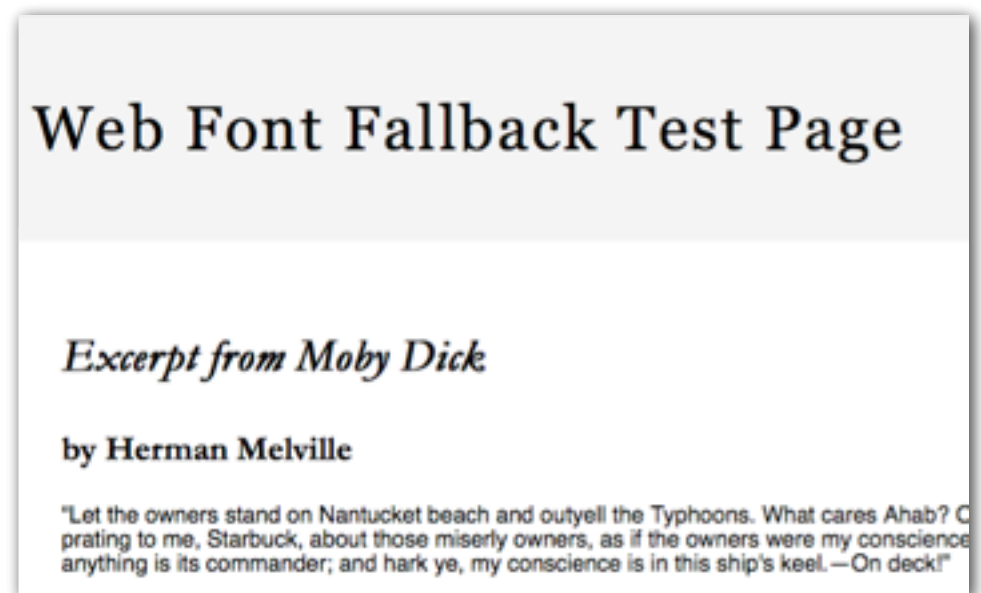 Web Font Fallback Test Page
Excerpt from Moby Dick
by Herman Melville
"Let the owners stand on Nantucket beach and outyell the Typhoons. What cares Ahab?
prating to me, Starbuck, about those miserly owners, as if the owners were my conscience
anything is its commander; and hark ye, my conscience is in this ship's keel.—On deck!"